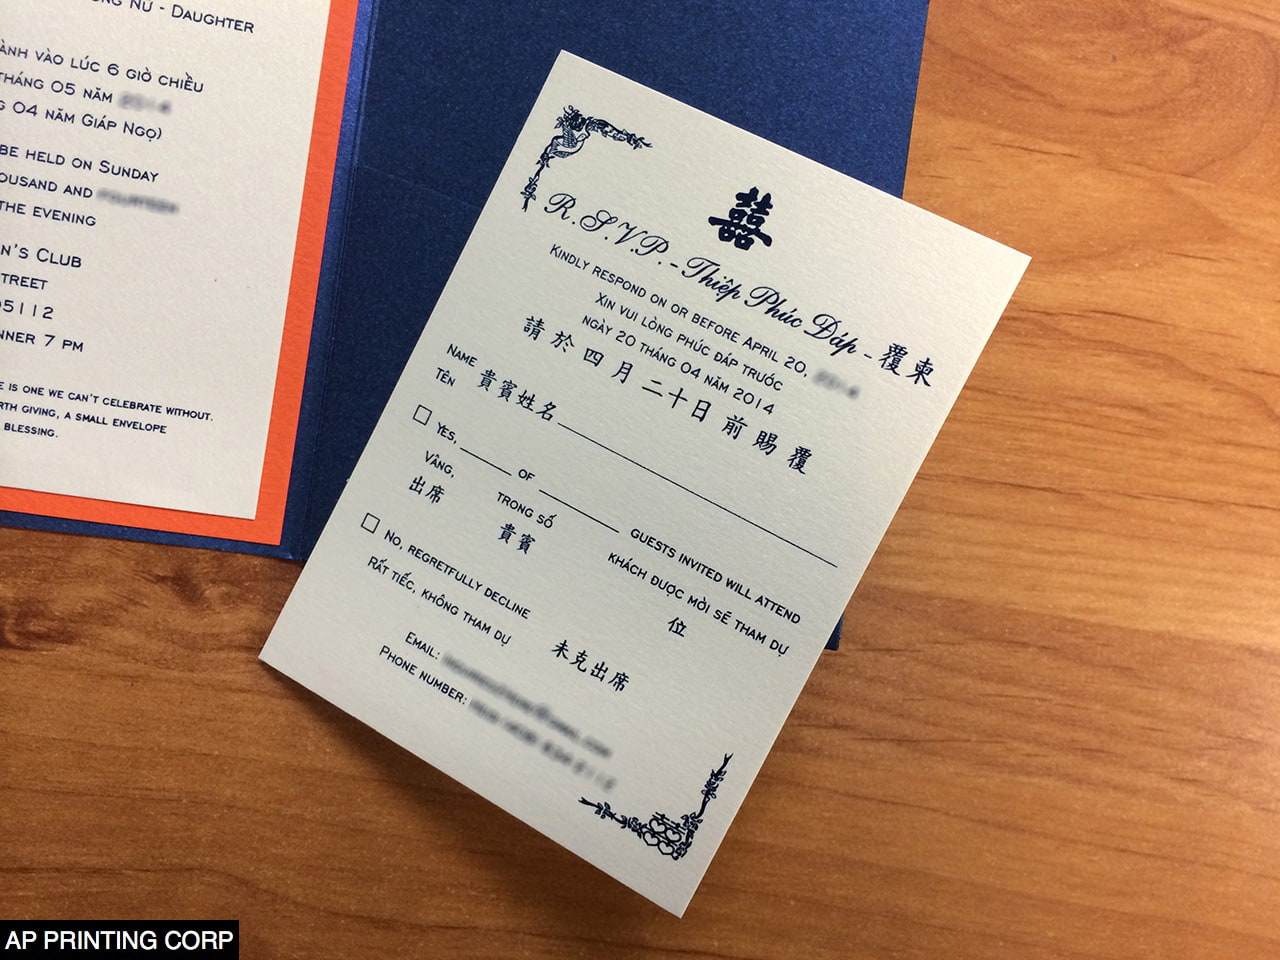 NG NỮ - DAUGHTER
ÀNH VÀO LÚC 6 GIỜ CHIỀU
THÁNG 05 NĂM
G 04 NĂM GIÁP NGỌ)
BE HELD ON SUNDAY
OUSAND AND
THE EVENING
N'S CLUB
TREET
05112
NNER 7 PM
E IS ONE WE CAN'T CELEBRATE WITHOUT.
RTH GIVING, A SMALL ENVELOPE
BLESSING.
囍
R.S.V.P. - Thiệp Phúc Đáp - 覆柬
KINDLY RESPOND ON OR BEFORE APRIL 20,
XIN VUI LÒNG PHÚC ĐÁP TRƯỚC
NGÀY 20 THÁNG 04 NĂM 2014
請於四月二十日前賜覆
NAME
TÊN 貴賓姓名
YES, OF GUESTS INVITED WILL ATTEND
VÂNG, TRONG SỐ KHÁCH ĐƯỢC MỜI SẼ THAM DỰ
出席 貴賓 位
NO, REGRETFULLY DECLINE
RẤT TIẾC, KHÔNG THAM DỰ 未克出席
EMAIL:
PHONE NUMBER:
囍
AP PRINTING CORP